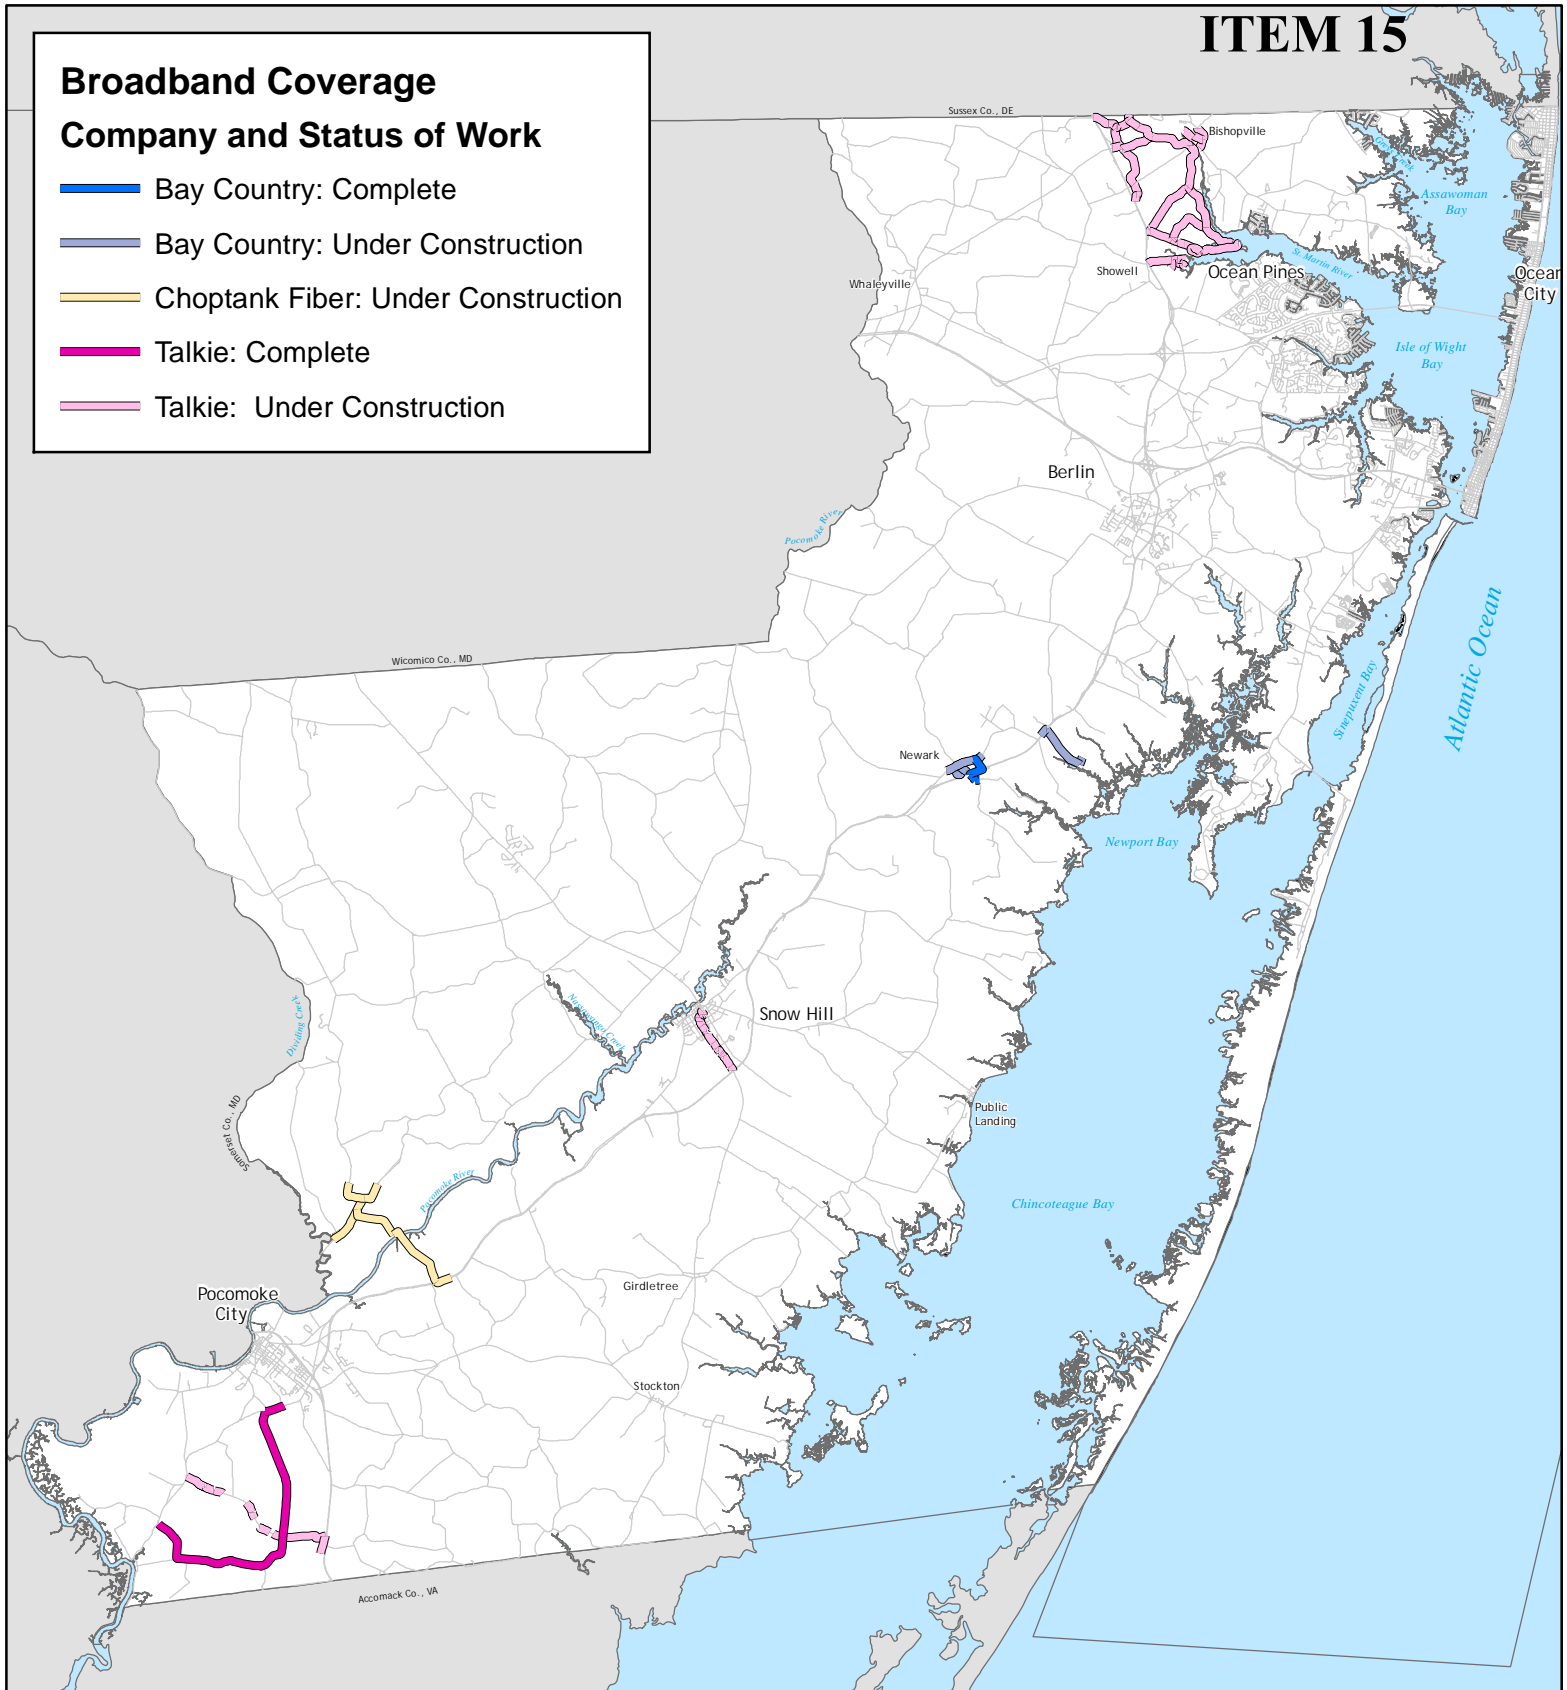 ITEM 15
Broadband Coverage
Company and Status of Work
Bay Country: Complete
Bay Country: Under Construction
Choptank Fiber: Under Construction
Talkie: Complete
Talkie:  Under Construction
Sussex Co., DE
Bishopville
Greys Creek
Assawoman
Bay
St. Martin River
Showell
Ocean Pines
Ocean
City
Whaleyville
Isle of Wight
Bay
Berlin
Pocomoke River
Atlantic Ocean
Wicomico Co., MD
Sinepuxent Bay
Newark
Newport Bay
Nassawango Creek
Snow Hill
Dividing Creek
Public
Landing
Somerset Co., MD
Pocomoke River
Chincoteague Bay
Girdletree
Pocomoke
City
Stockton
Accomack Co., VA